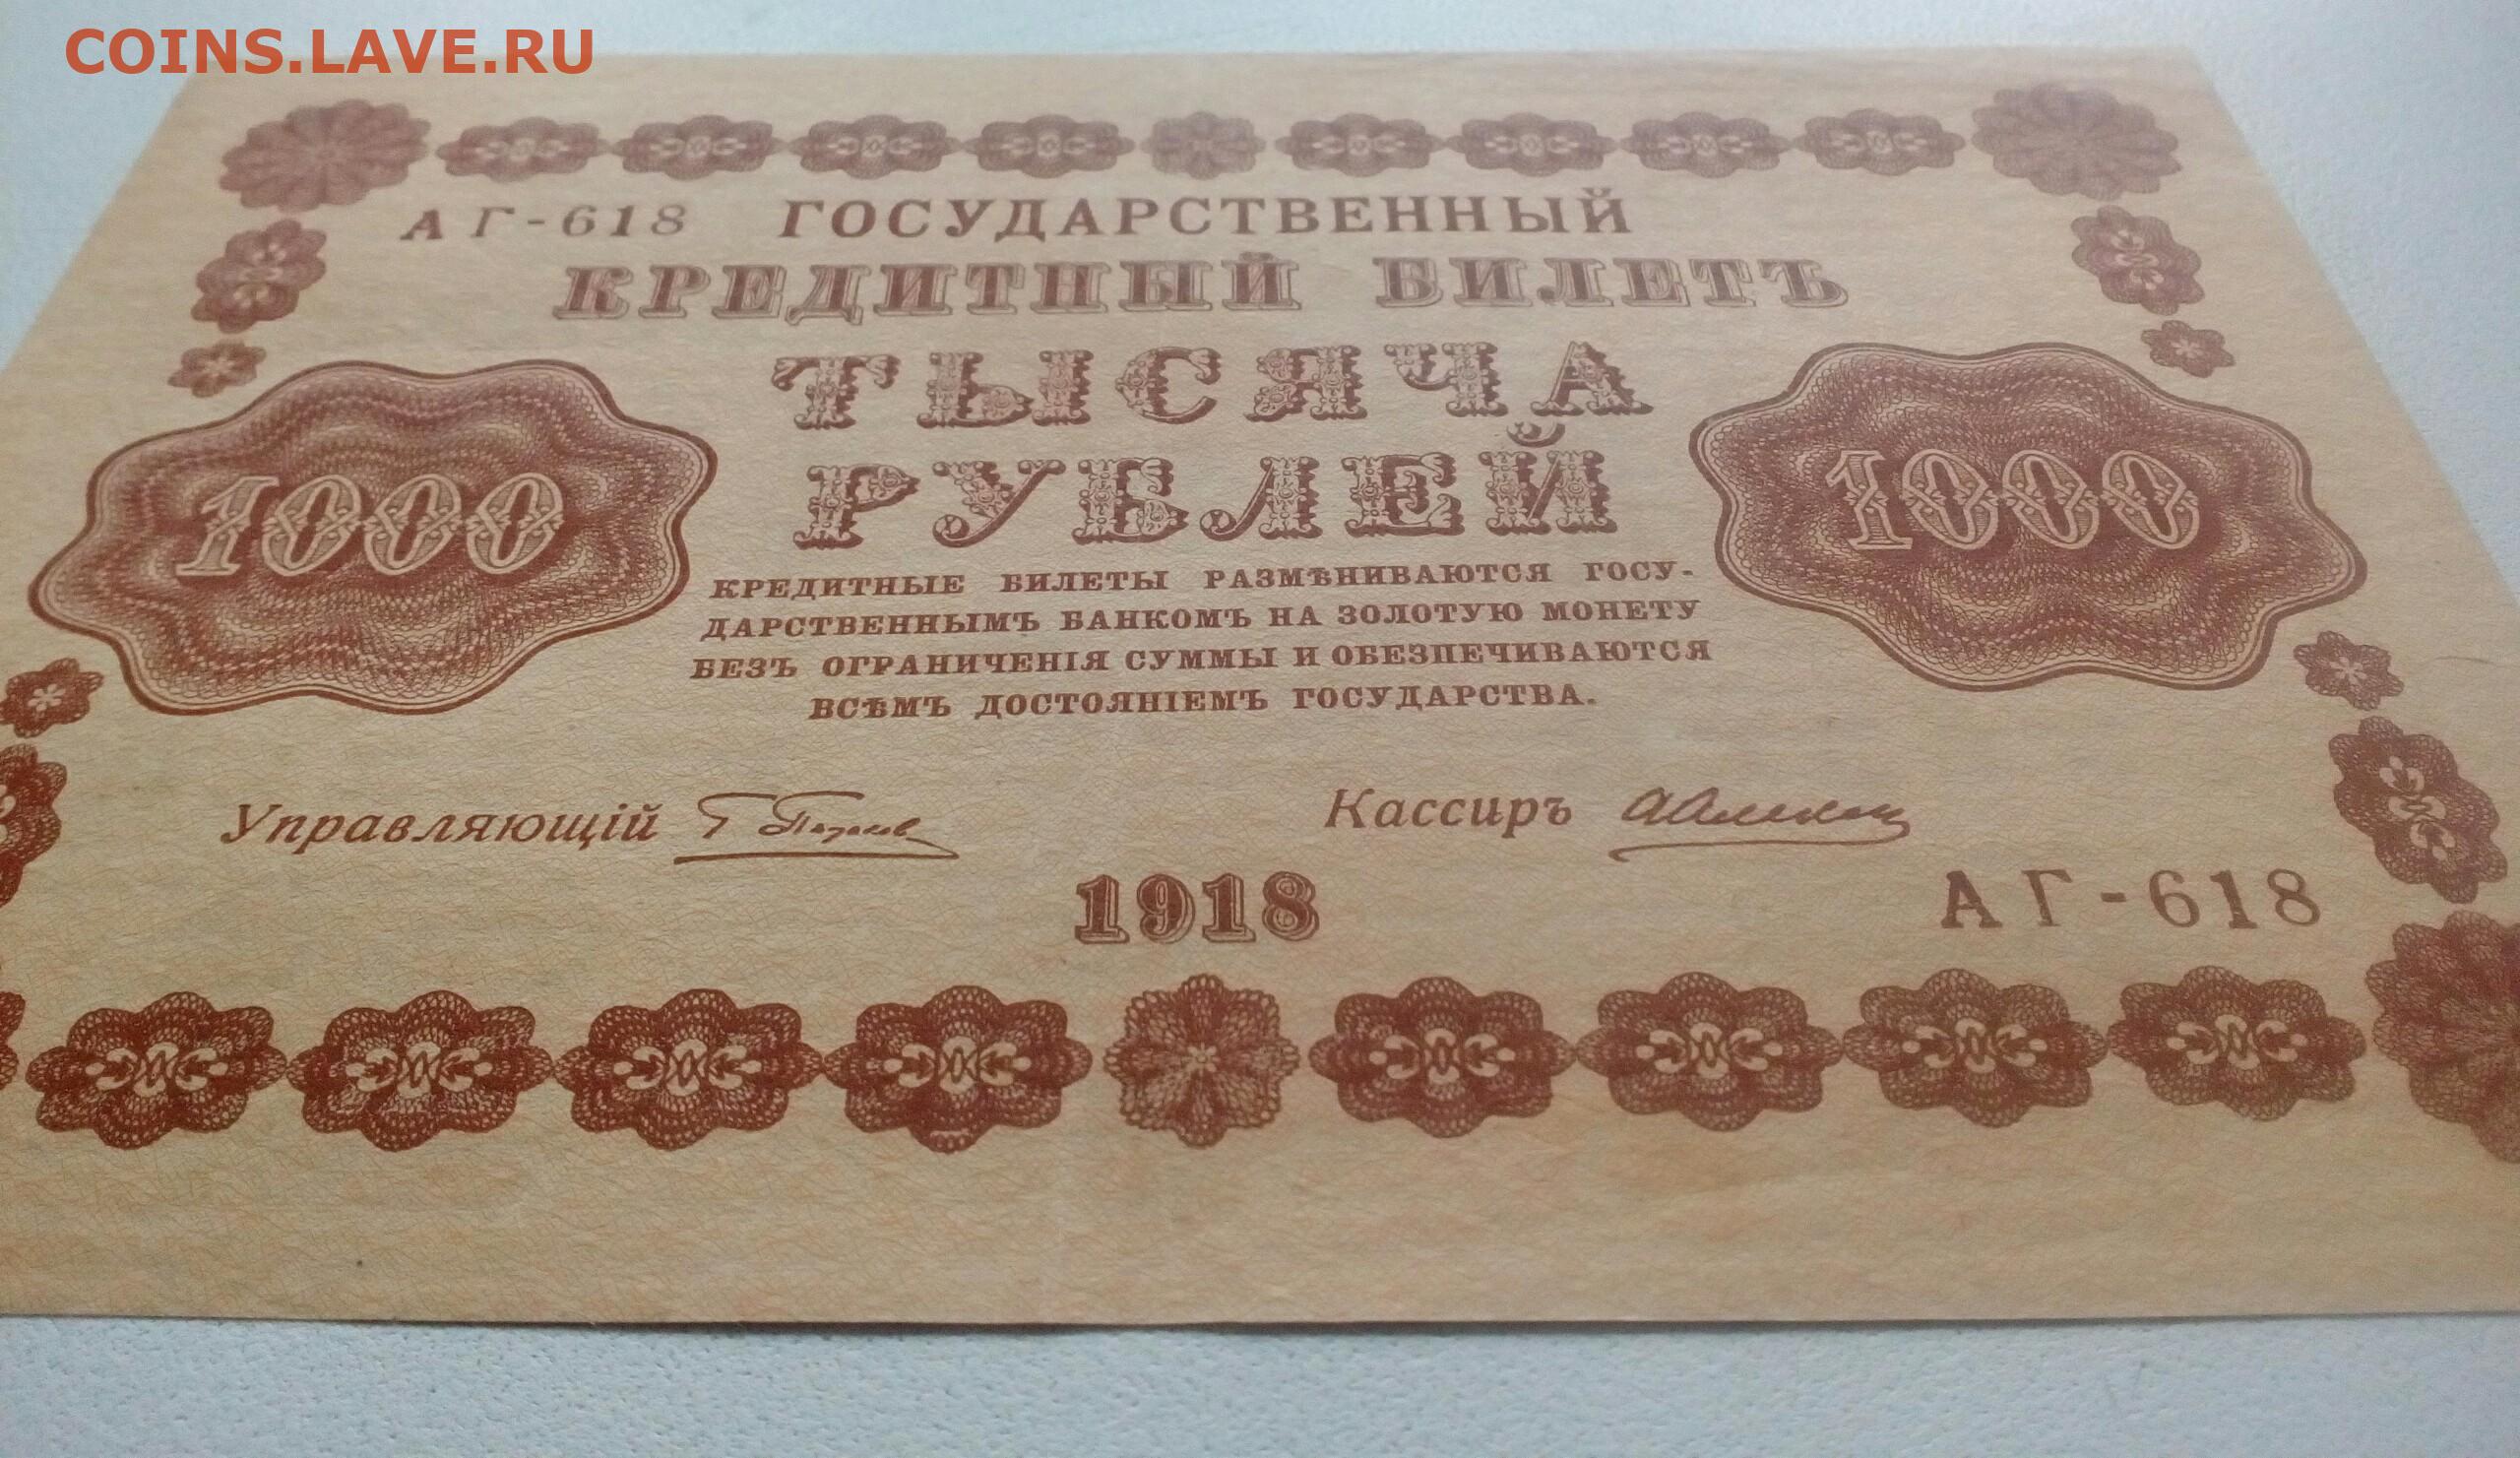 COINS.LAVE.RU
АГ-618 ГОСУДАРСТВЕННЫЙ
КРЕДИТНЫЙ БИЛЕТЪ
ТЫСЯЧА
РУБЛЕЙ
1000
1000
КРЕДИТНЫЕ БИЛЕТЫ РАЗМѢНИВАЮТСЯ ГОСУ-
ДАРСТВЕННЫМЪ БАНКОМЪ НА ЗОЛОТУЮ МОНЕТУ
БЕЗЪ ОГРАНИЧЕНІЯ СУММЫ И ОБЕЗПЕЧИВАЮТСЯ
ВСѢМЪ ДОСТОЯНІЕМЪ ГОСУДАРСТВА.
Управляющій
Кассиръ
1918
АГ-618